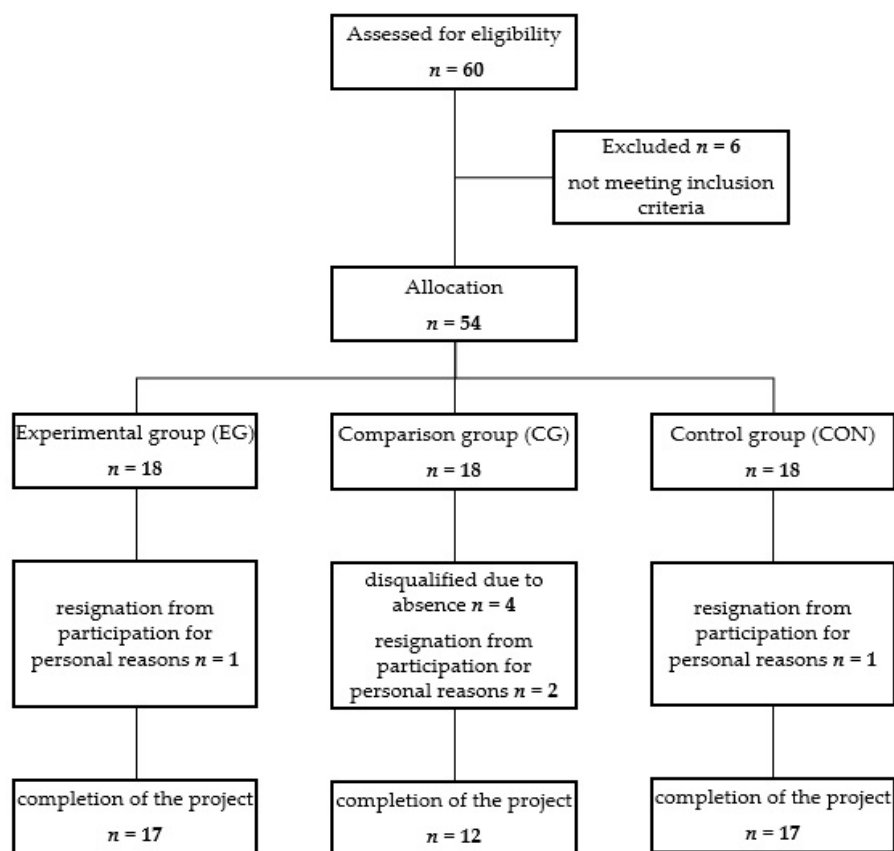 Assessed for eligibility
n = 60
Excluded n = 6
not meeting inclusion
criteria
Allocation
n = 54
Experimental group (EG)
n = 18
Comparison group (CG)
n = 18
Control group (CON)
n = 18
resignation from
participation for
personal reasons n = 1
disqualified due to
absence n = 4
resignation from
participation for
personal reasons n = 2
resignation from
participation for
personal reasons n = 1
completion of the project
n = 17
completion of the project
n = 12
completion of the project
n = 17